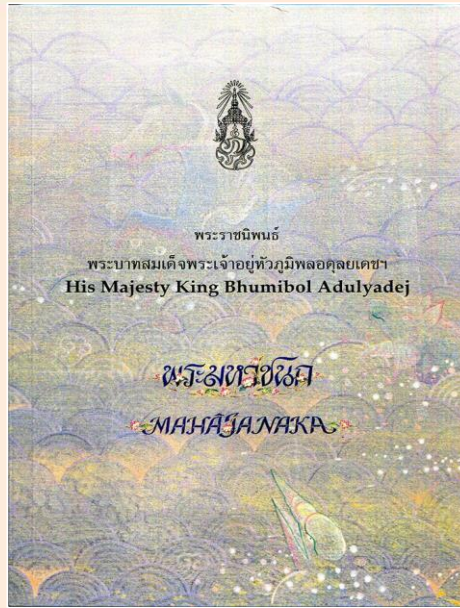 พระราชนิพนธ์
พระบาทสมเด็จพระเจ้าอยู่หัวภูมิพลอดุลยเดชฯ
His Majesty King Bhumibol Adulyadej
พระมหาชนก
MAHĀJANAKA